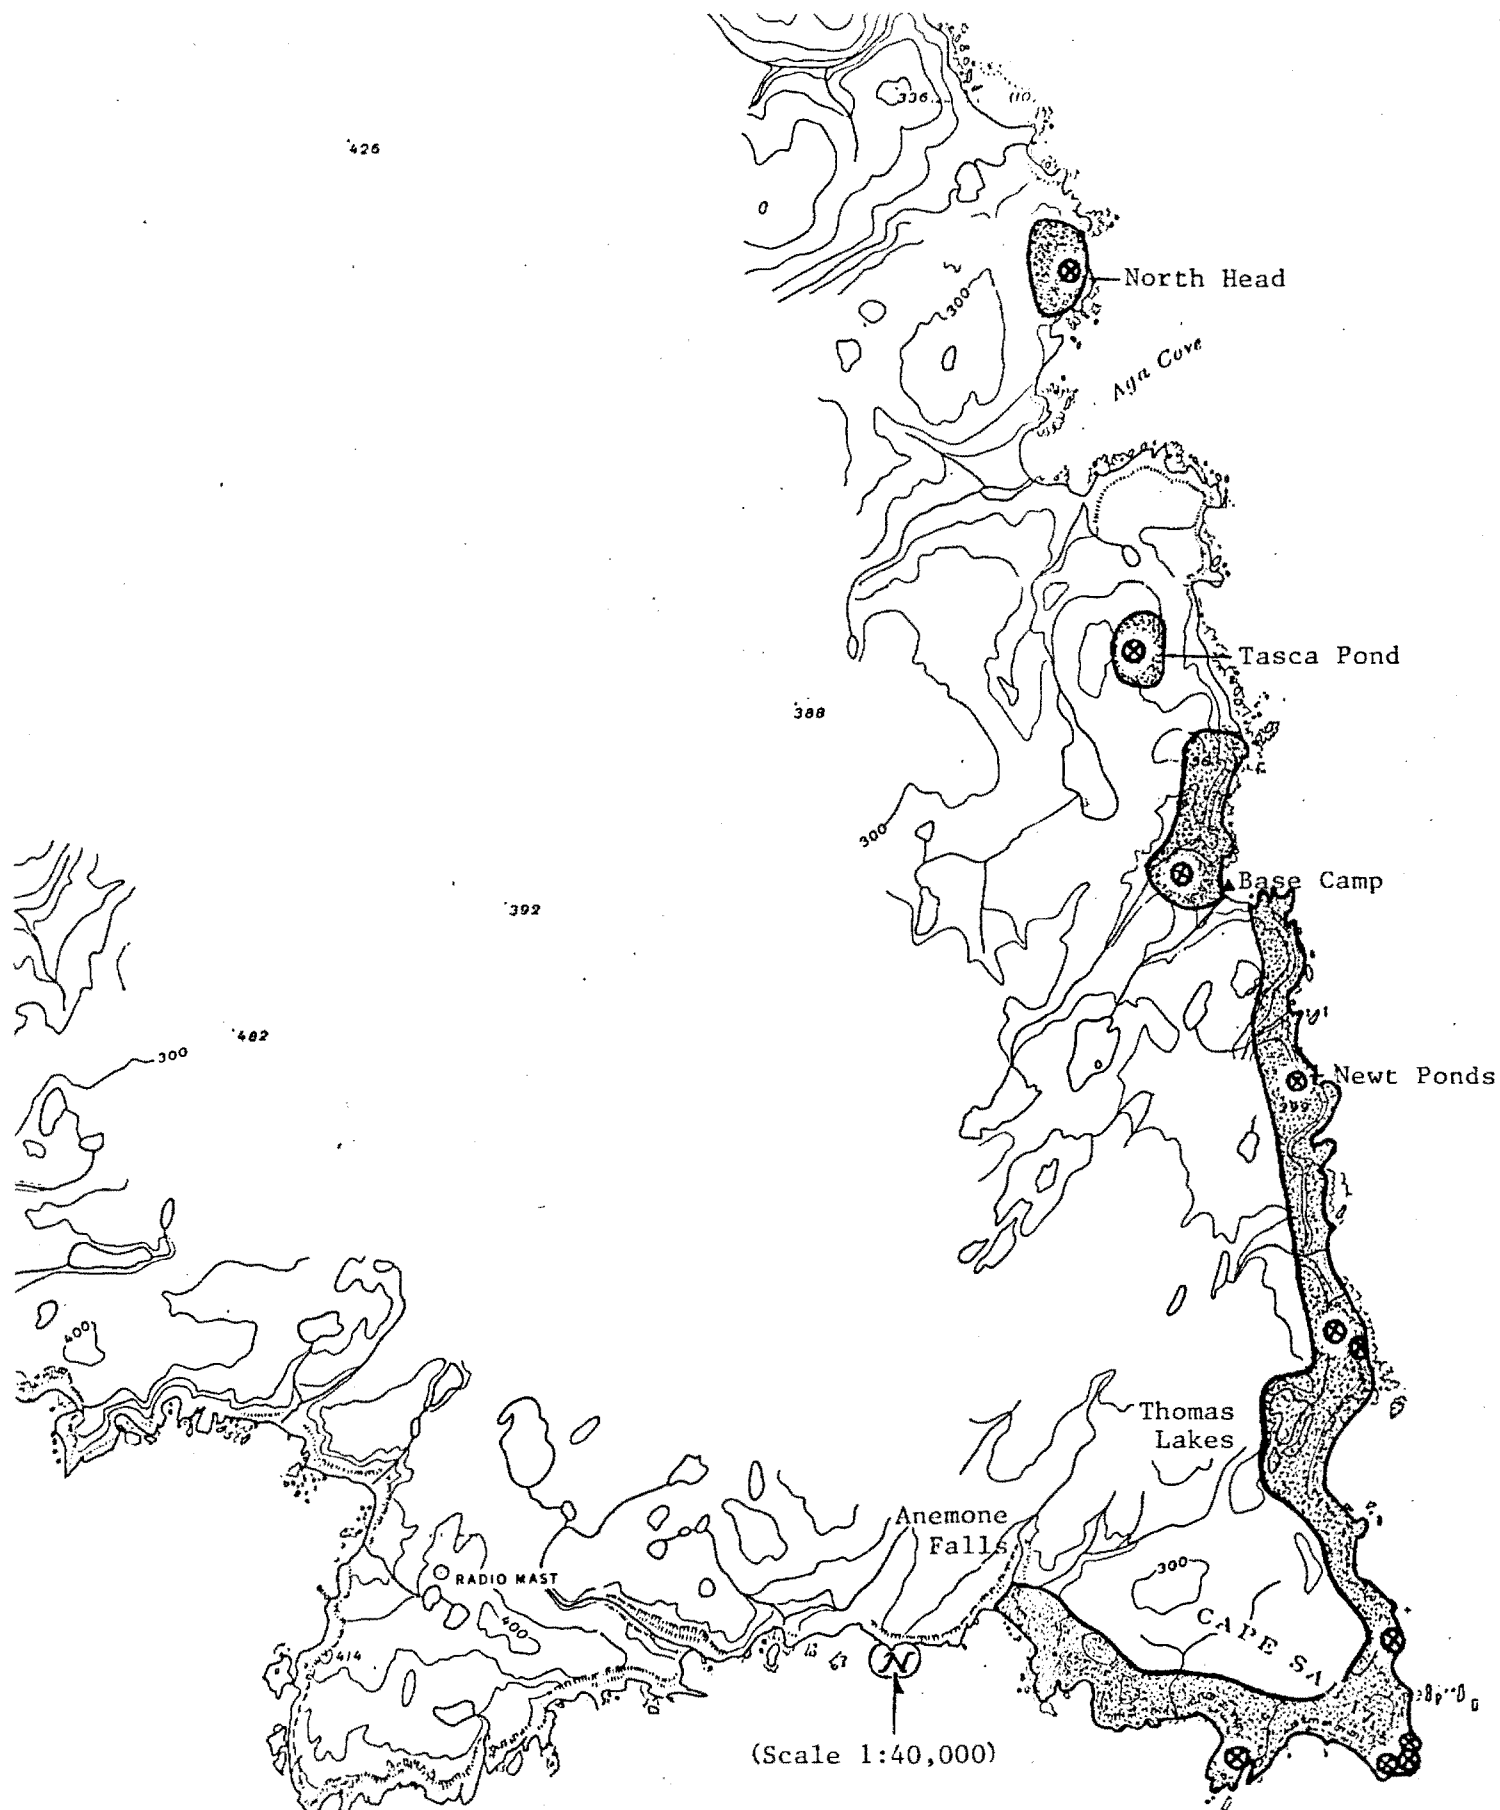 336
426
North Head
300
Aga Cove
Tasca Pond
388
300
Base Camp
392
482
300
Newt Ponds
299
400
Thomas
Lakes
Anemone
Falls
RADIO MAST
300
400
CAPE SA
414
N
(Scale 1:40,000)